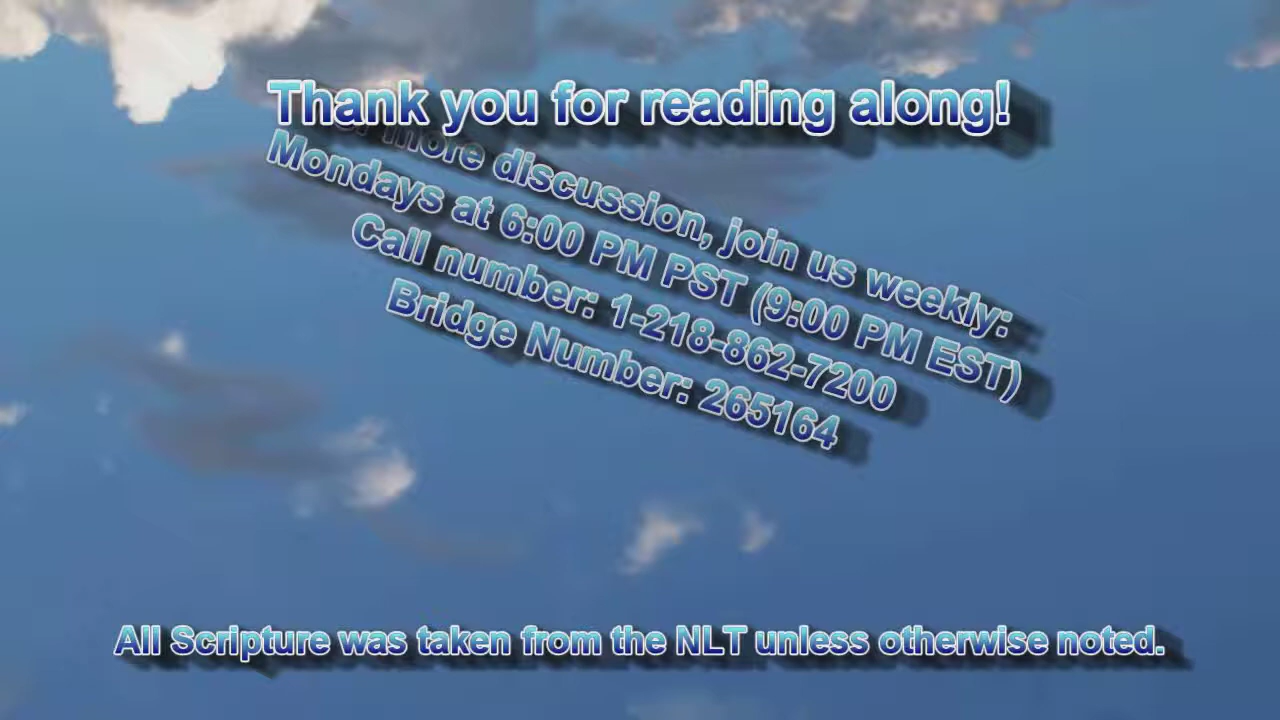 Thank you for reading along!
more discussion, join us weekly:
Mondays at 6:00 PM PST (9:00 PM EST)
Call number: 1-218-862-7200
Bridge Number: 265164
All Scripture was taken from the NLT unless otherwise noted.